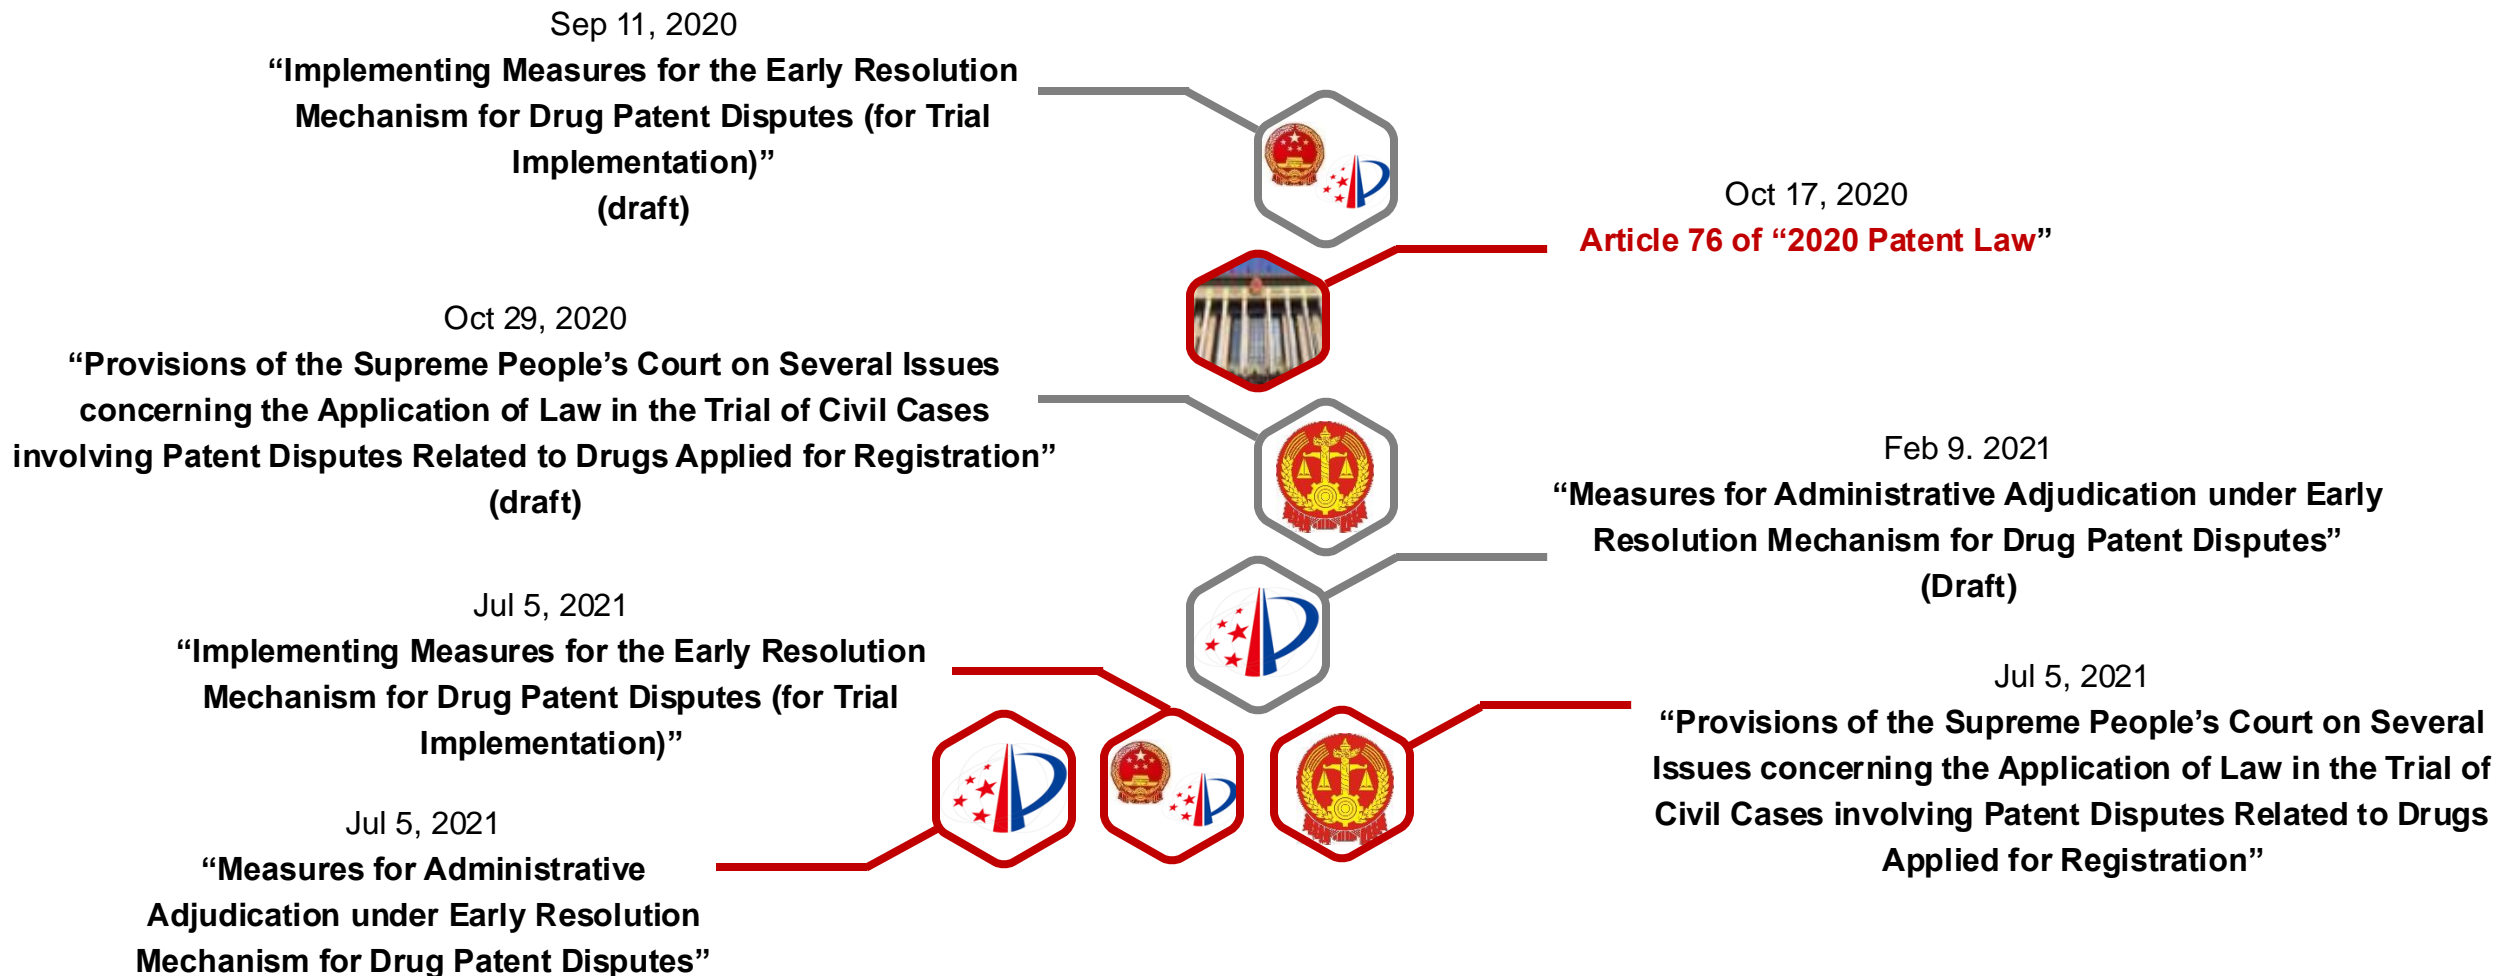 Sep 11, 2020
“Implementing Measures for the Early Resolution
Mechanism for Drug Patent Disputes (for Trial
Implementation)”
(draft)
Oct 17, 2020
Article 76 of “2020 Patent Law”
Oct 29, 2020
“Provisions of the Supreme People’s Court on Several Issues
concerning the Application of Law in the Trial of Civil Cases
involving Patent Disputes Related to Drugs Applied for Registration”
(draft)
Feb 9. 2021
“Measures for Administrative Adjudication under Early
Resolution Mechanism for Drug Patent Disputes”
(Draft)
Jul 5, 2021
“Implementing Measures for the Early Resolution
Mechanism for Drug Patent Disputes (for Trial
Implementation)”
Jul 5, 2021
“Provisions of the Supreme People’s Court on Several
Issues concerning the Application of Law in the Trial of
Civil Cases involving Patent Disputes Related to Drugs
Applied for Registration”
Jul 5, 2021
“Measures for Administrative
Adjudication under Early Resolution
Mechanism for Drug Patent Disputes”